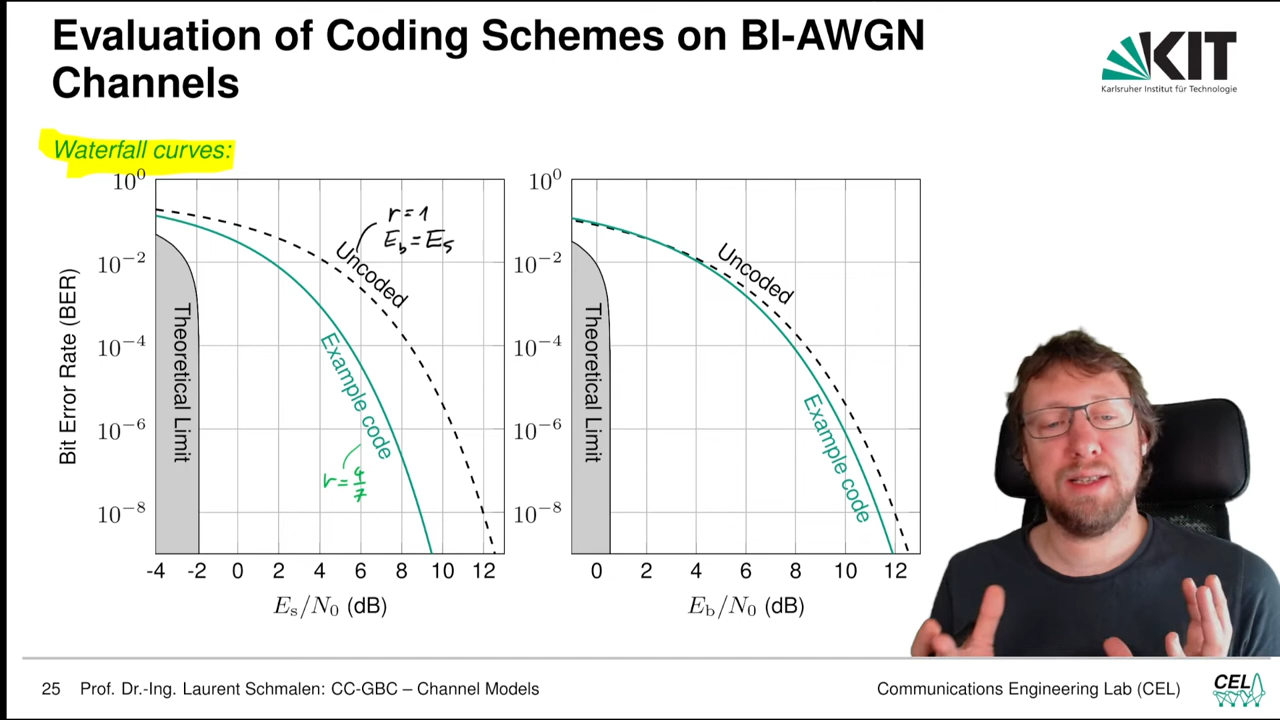 Evaluation of Coding Schemes on BI-AWGN
Channels
KIT
Karlsruher Institut für Technologie
Waterfall curves:
Bit Error Rate (BER)
10^0
10^-2
10^-4
10^-6
10^-8
-4 -2 0 2 4 6 8 10 12
E_s/N_0 (dB)
Theoretical Limit
Uncoded
r=1
E_b=E_s
Example code
r=4/7
10^0
10^-2
10^-4
10^-6
10^-8
0 2 4 6 8 10 12
E_b/N_0 (dB)
Theoretical Limit
Uncoded
Example code
25 Prof. Dr.-Ing. Laurent Schmalen: CC-GBC – Channel Models
Communications Engineering Lab (CEL)
CEL